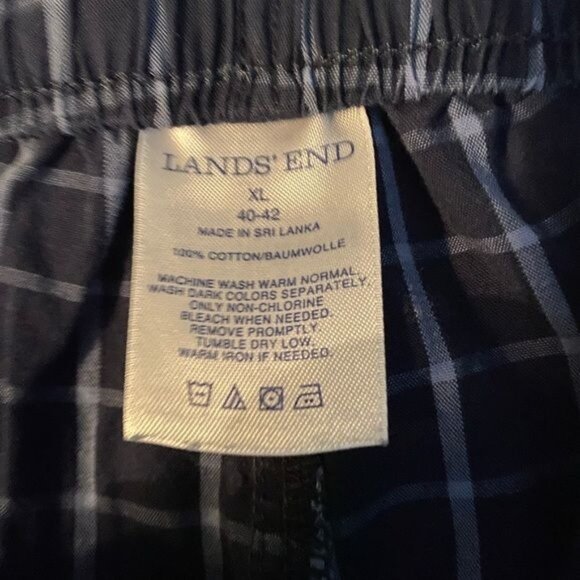 LANDS' END
XL
40-42
MADE IN SRI LANKA
100% COTTON/BAUMWOLLE
MACHINE WASH WARM NORMAL.
WASH DARK COLORS SEPARATELY.
ONLY NON-CHLORINE
BLEACH WHEN NEEDED.
REMOVE PROMPTLY.
TUMBLE DRY LOW.
WARM IRON IF NEEDED.